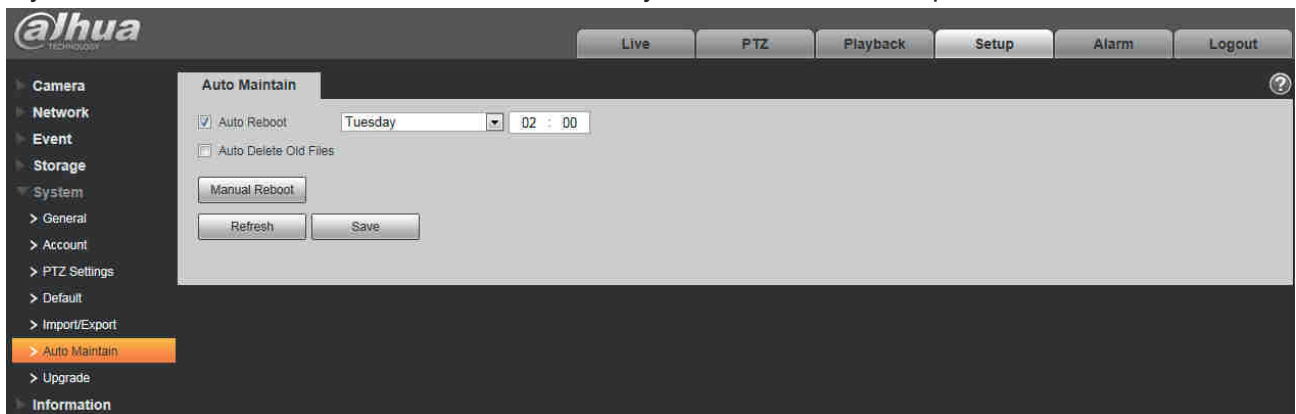 alhua
TECHNOLOGY
Live PTZ Playback Setup Alarm Logout
Camera
Network
Event
Storage
System
> General
> Account
> PTZ Settings
> Default
> Import/Export
> Auto Maintain
> Upgrade
Information
Auto Maintain
?
Auto Reboot Tuesday 02 : 00
Auto Delete Old Files
Manual Reboot
Refresh Save